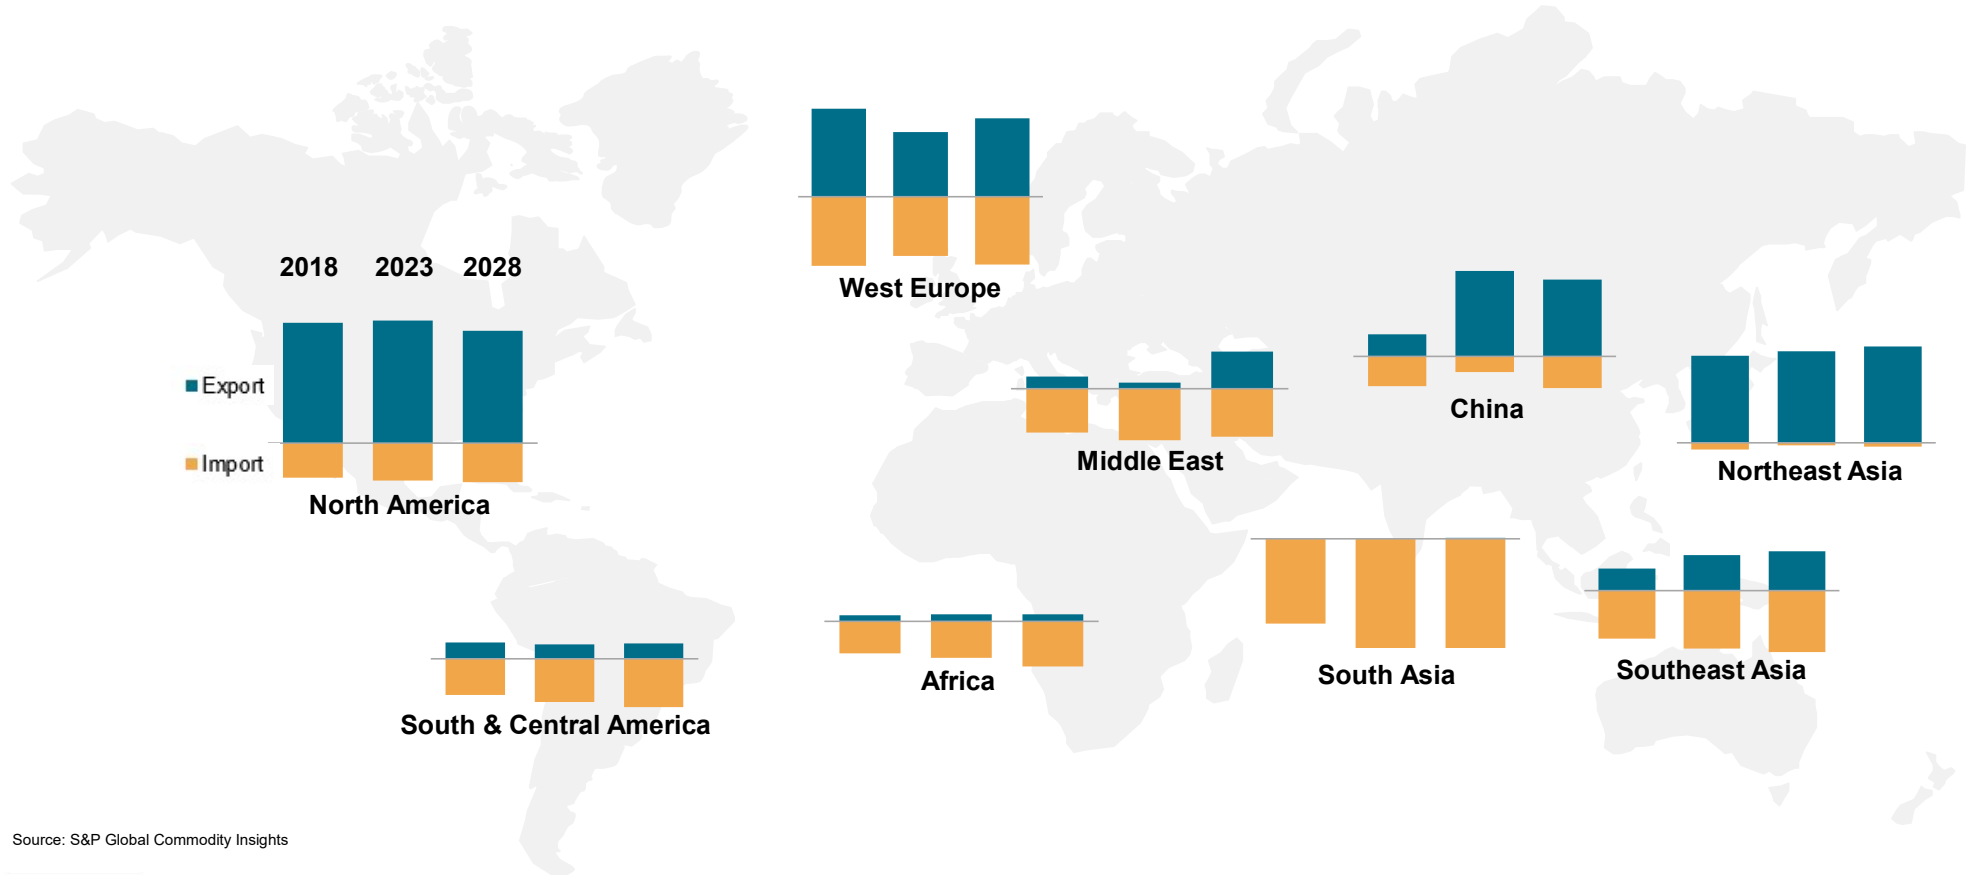 2018 2023 2028
Export
Import
North America
West Europe
Middle East
China
Northeast Asia
South & Central America
Africa
South Asia
Southeast Asia
Source: S&P Global Commodity Insights